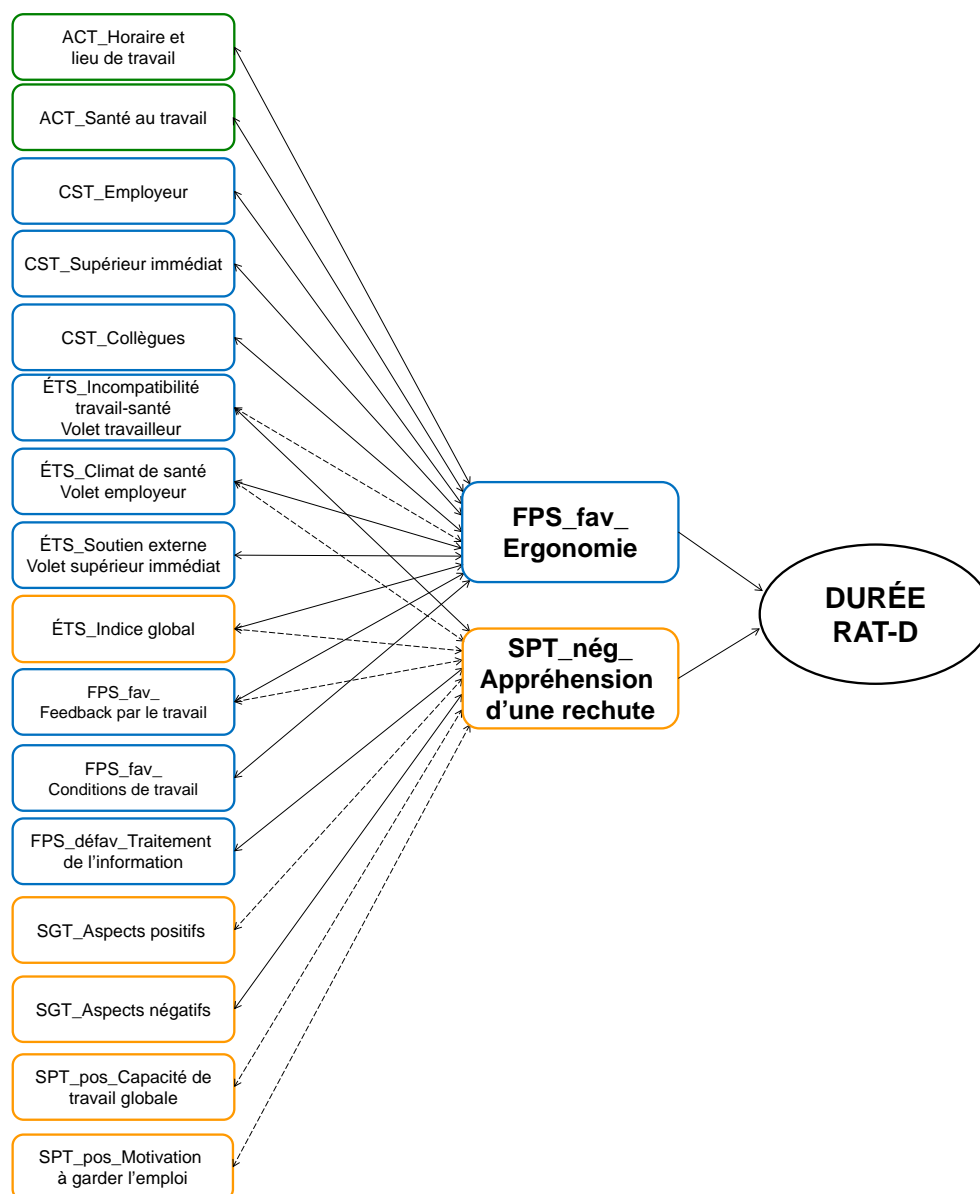 ACT_Horaire et
lieu de travail
ACT_Santé au travail
CST_Employeur
CST_Supérieur immédiat
CST_Collègues
ÉTS_Incompatibilité
travail-santé
Volet travailleur
ÉTS_Climat de santé
Volet employeur
ÉTS_Soutien externe
Volet supérieur immédiat
ÉTS_Indice global
FPS_fav_
Feedback par le travail
FPS_fav_
Conditions de travail
FPS_défav_Traitement
de l’information
SGT_Aspects positifs
SGT_Aspects négatifs
SPT_pos_Capacité de
travail globale
SPT_pos_Motivation
à garder l’emploi
FPS_fav_
Ergonomie
SPT_nég_
Appréhension
d’une rechute
DURÉE
RAT-D